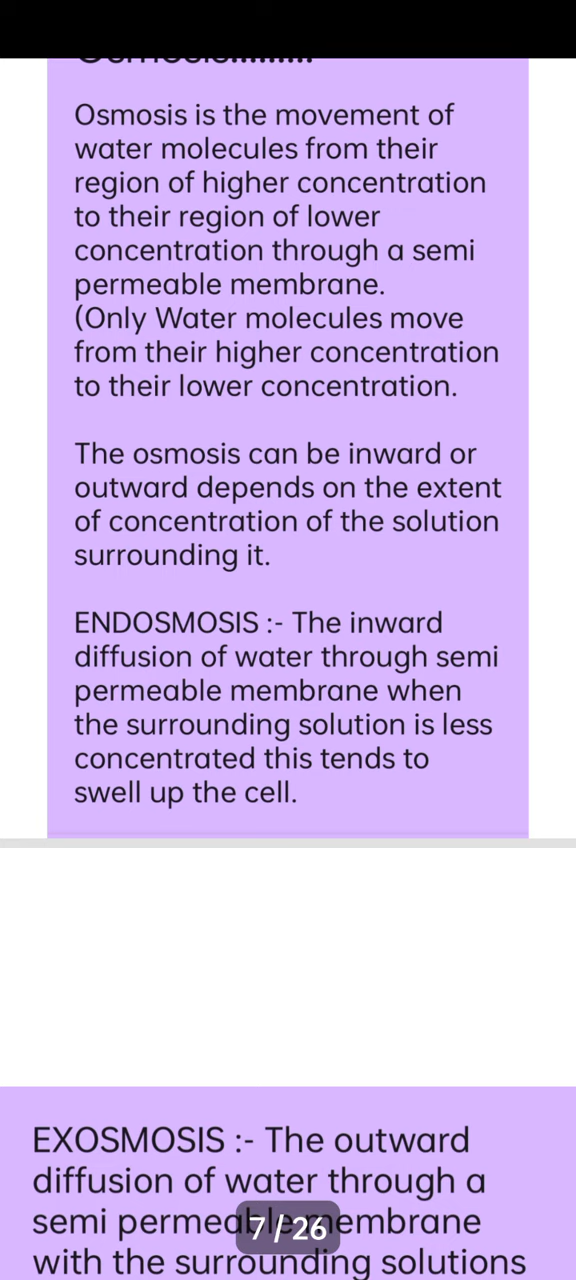 Osmosis is the movement of
water molecules from their
region of higher concentration
to their region of lower
concentration through a semi
permeable membrane.
(Only Water molecules move
from their higher concentration
to their lower concentration.
The osmosis can be inward or
outward depends on the extent
of concentration of the solution
surrounding it.
ENDOSMOSIS :- The inward
diffusion of water through semi
permeable membrane when
the surrounding solution is less
concentrated this tends to
swell up the cell.
EXOSMOSIS :- The outward
diffusion of water through a
semi permeable membrane
7 / 26
with the surrounding solutions